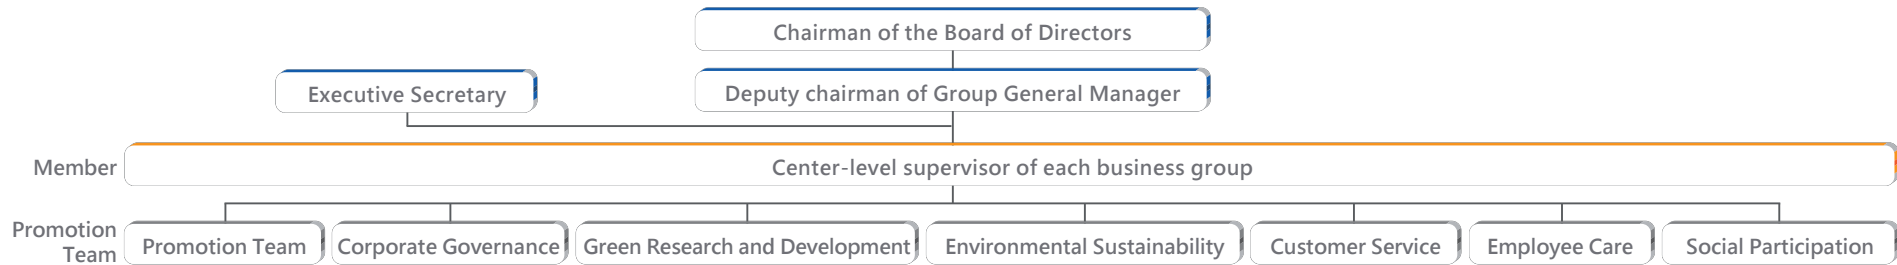 Chairman of the Board of Directors
Executive Secretary
Deputy chairman of Group General Manager
Member
Center-level supervisor of each business group
Promotion
Team
Promotion Team
Corporate Governance
Green Research and Development
Environmental Sustainability
Customer Service
Employee Care
Social Participation